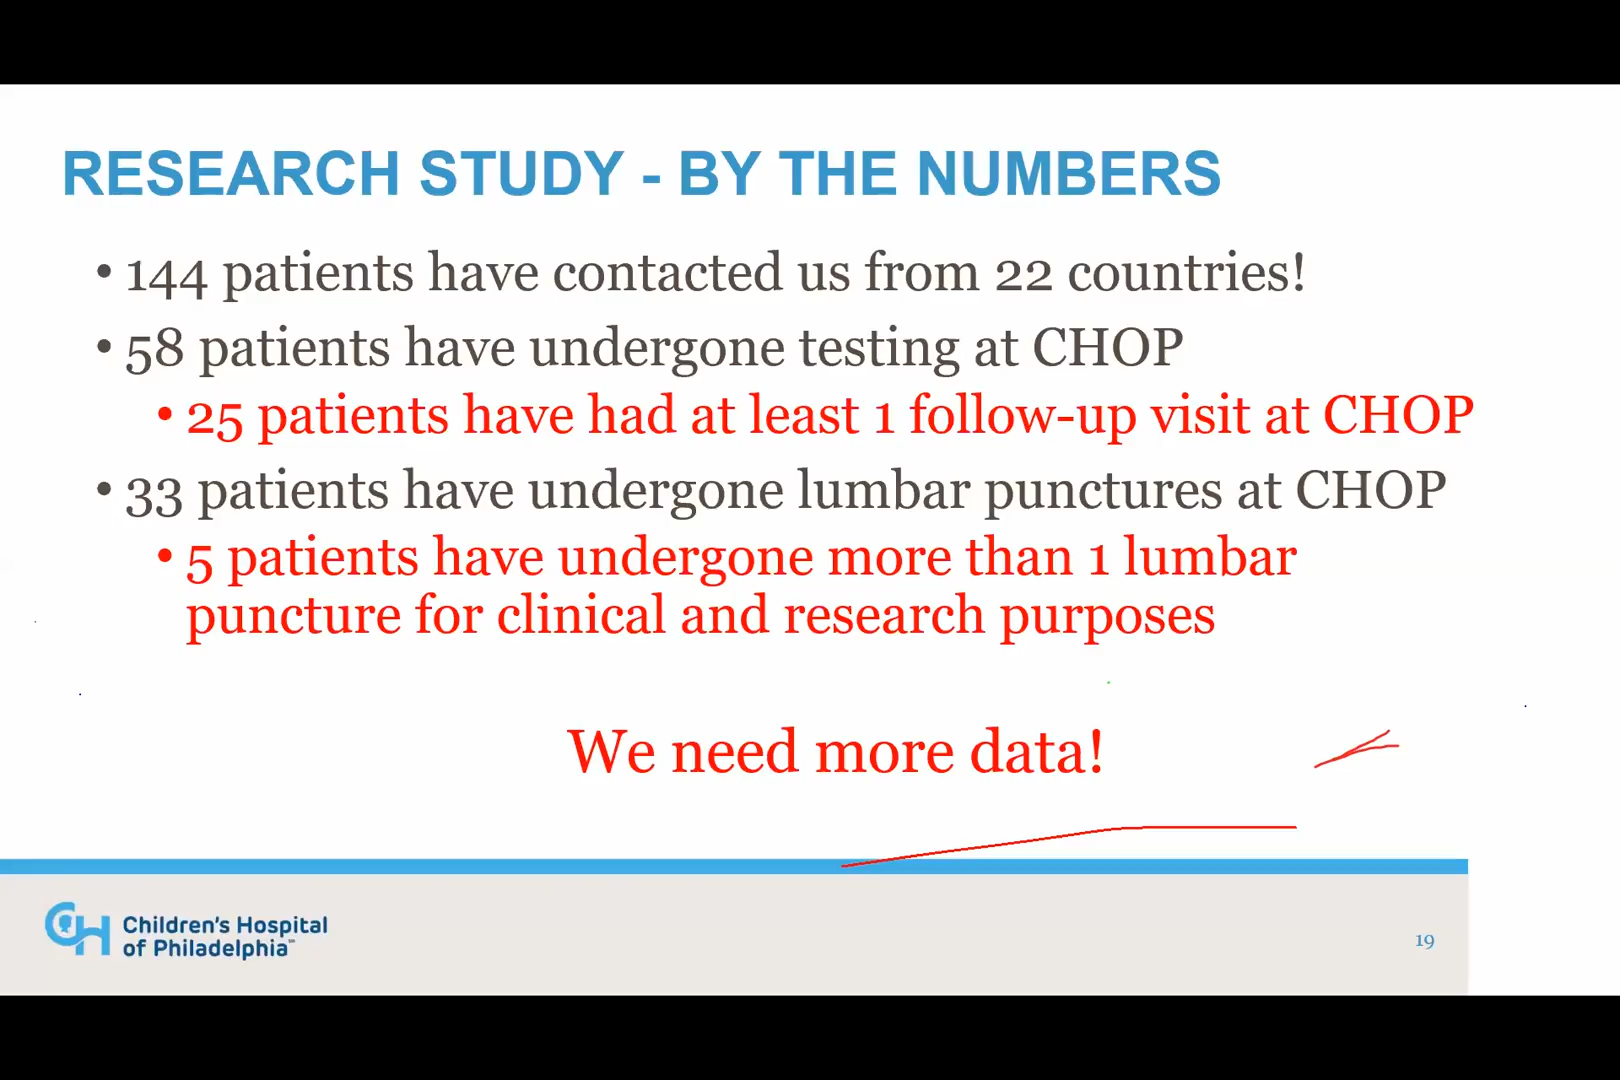 RESEARCH STUDY - BY THE NUMBERS
• 144 patients have contacted us from 22 countries!
• 58 patients have undergone testing at CHOP
• 25 patients have had at least 1 follow-up visit at CHOP
• 33 patients have undergone lumbar punctures at CHOP
• 5 patients have undergone more than 1 lumbar
puncture for clinical and research purposes
We need more data!
CH Children's Hospital
of Philadelphia℠
19